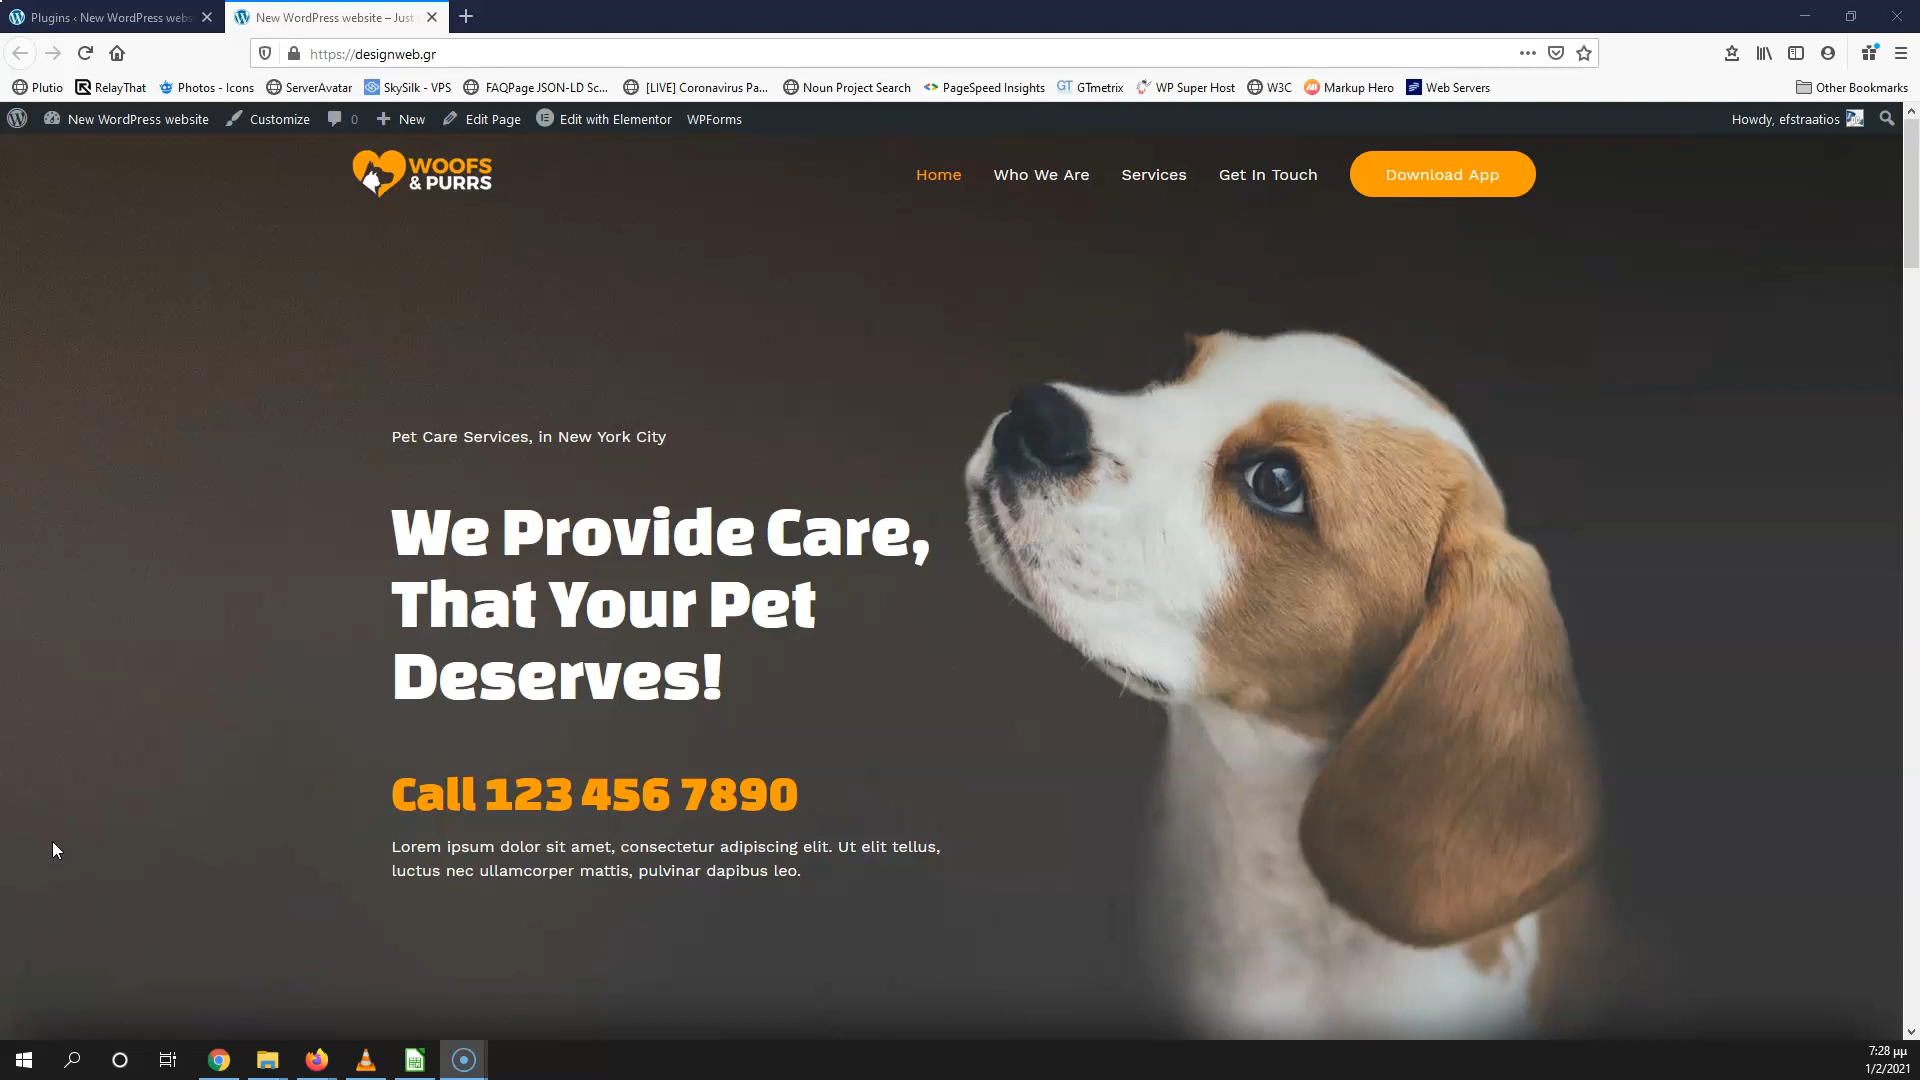 Plugins ‹ New WordPress webs
New WordPress website – Just
https://designweb.gr
Plutio
RelayThat
Photos - Icons
ServerAvatar
SkySilk - VPS
FAQPage JSON-LD Sc...
[LIVE] Coronavirus Pa...
Noun Project Search
PageSpeed Insights
GT GTmetrix
WP Super Host
W3C
Markup Hero
Web Servers
Other Bookmarks
New WordPress website
Customize
0
New
Edit Page
Edit with Elementor
WPForms
Howdy, efstraatios
WOOFS
& PURRS
Home
Who We Are
Services
Get In Touch
Download App
Pet Care Services, in New York City
We Provide Care,
That Your Pet
Deserves!
Call 123 456 7890
Lorem ipsum dolor sit amet, consectetur adipiscing elit. Ut elit tellus,
luctus nec ullamcorper mattis, pulvinar dapibus leo.
7:28 μμ
1/2/2021